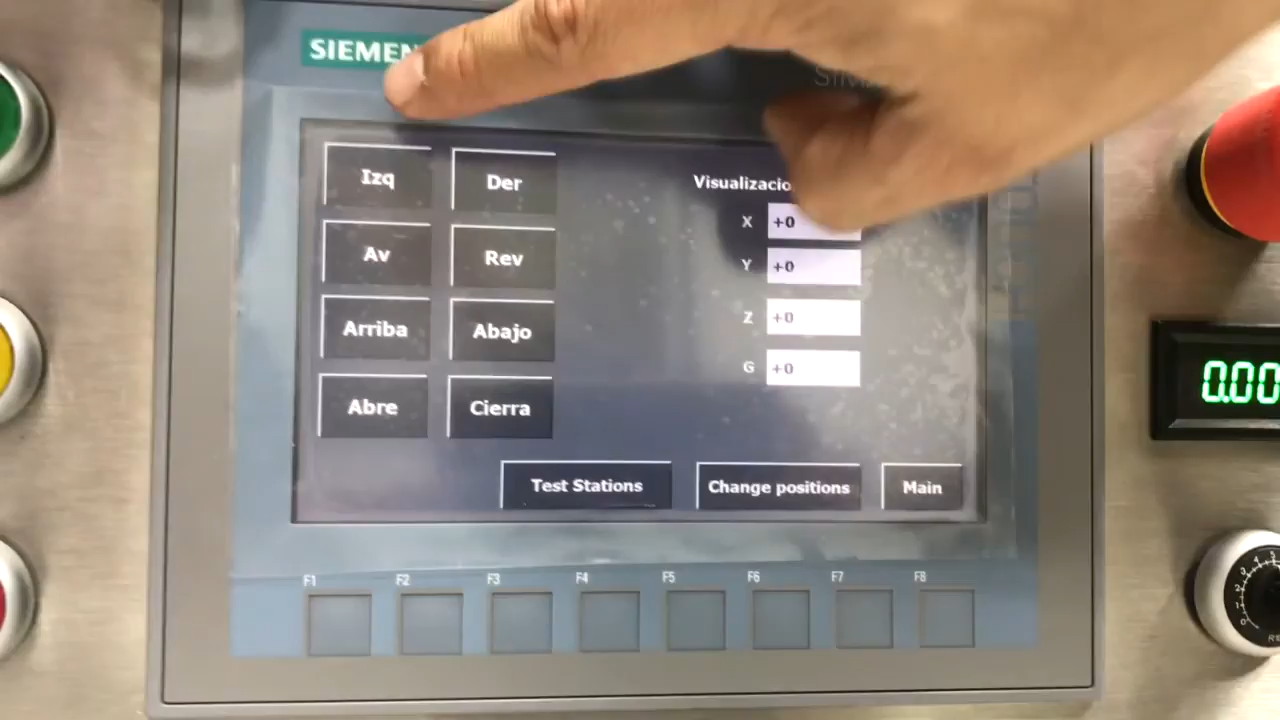 SIEMEN
Izq
Der
Visualizacio
X
+0
Av
Rev
Y
+0
Arriba
Abajo
Z
+0
Abre
Cierra
G
+0
Test Stations
Change positions
Main
0.00
F1
F2
F3
F4
F5
F6
F7
F8